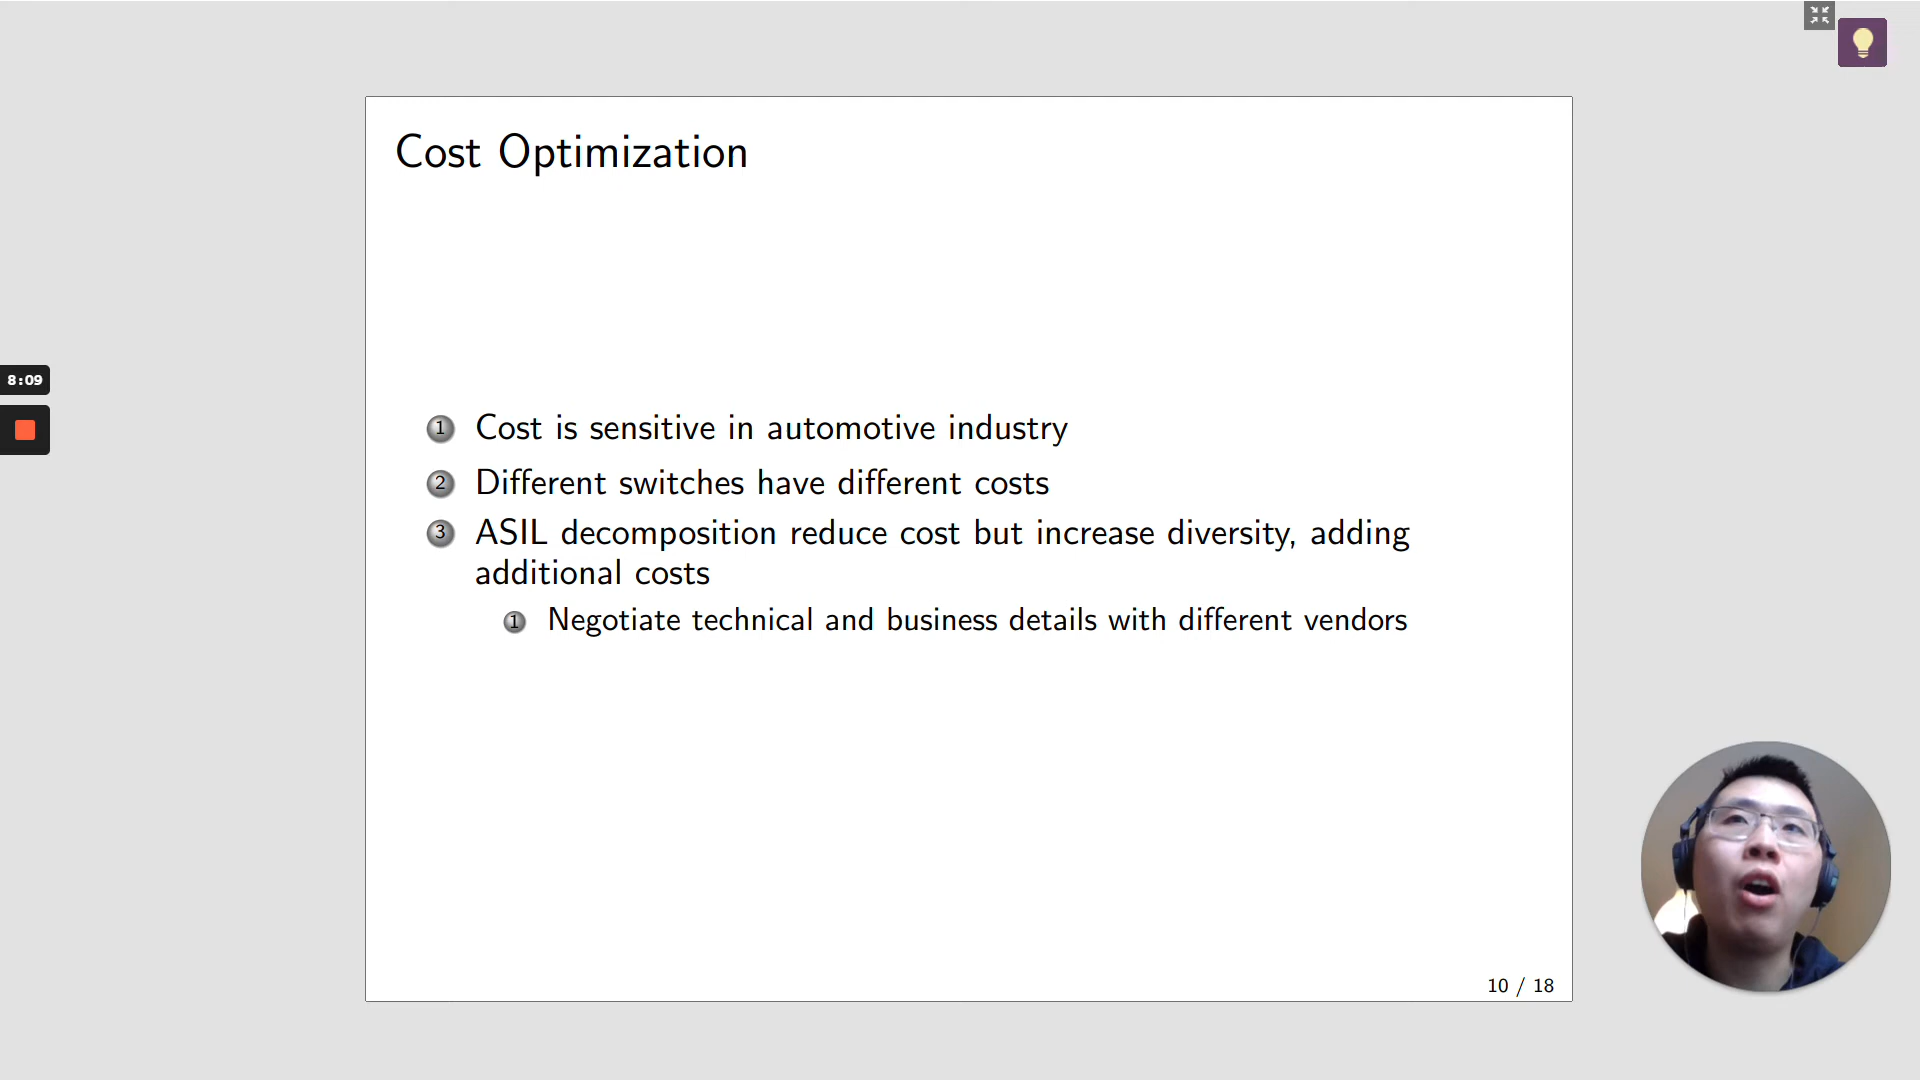 Cost Optimization
8:09
1 Cost is sensitive in automotive industry
2 Different switches have different costs
3 ASIL decomposition reduce cost but increase diversity, adding
additional costs
1 Negotiate technical and business details with different vendors
10 / 18